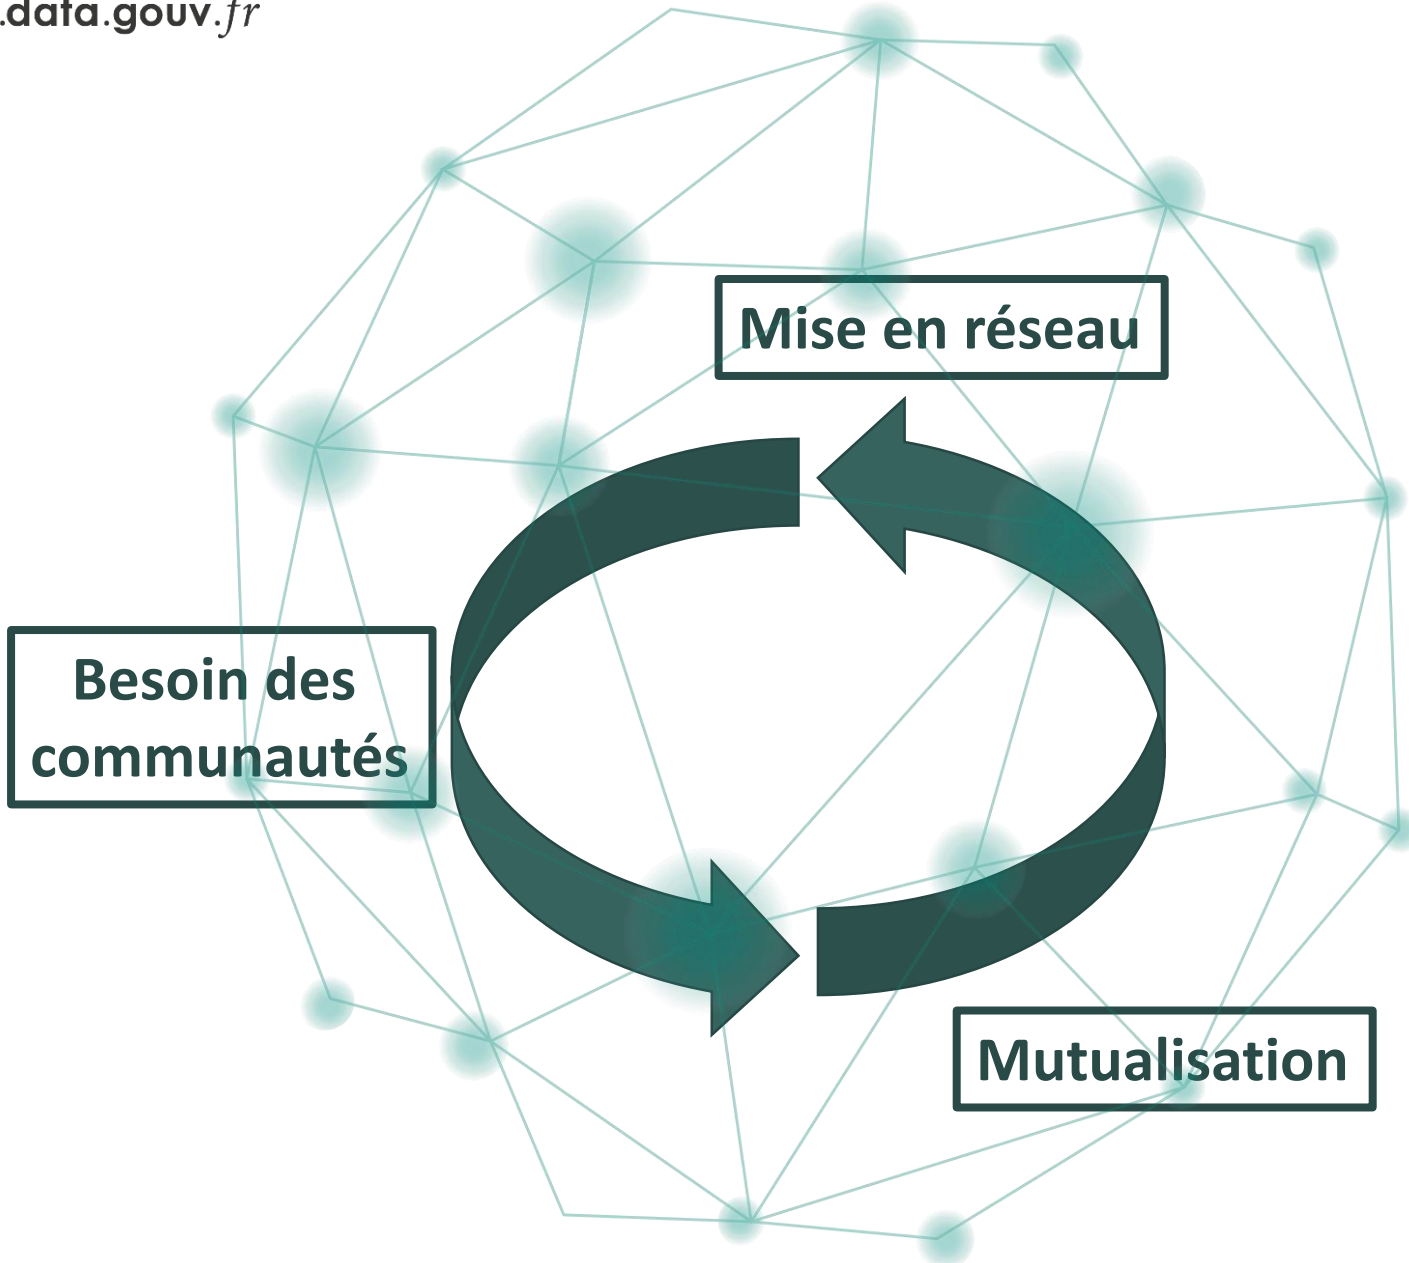 .data.gouv.fr
Mise en réseau
Besoin des
communautés
Mutualisation